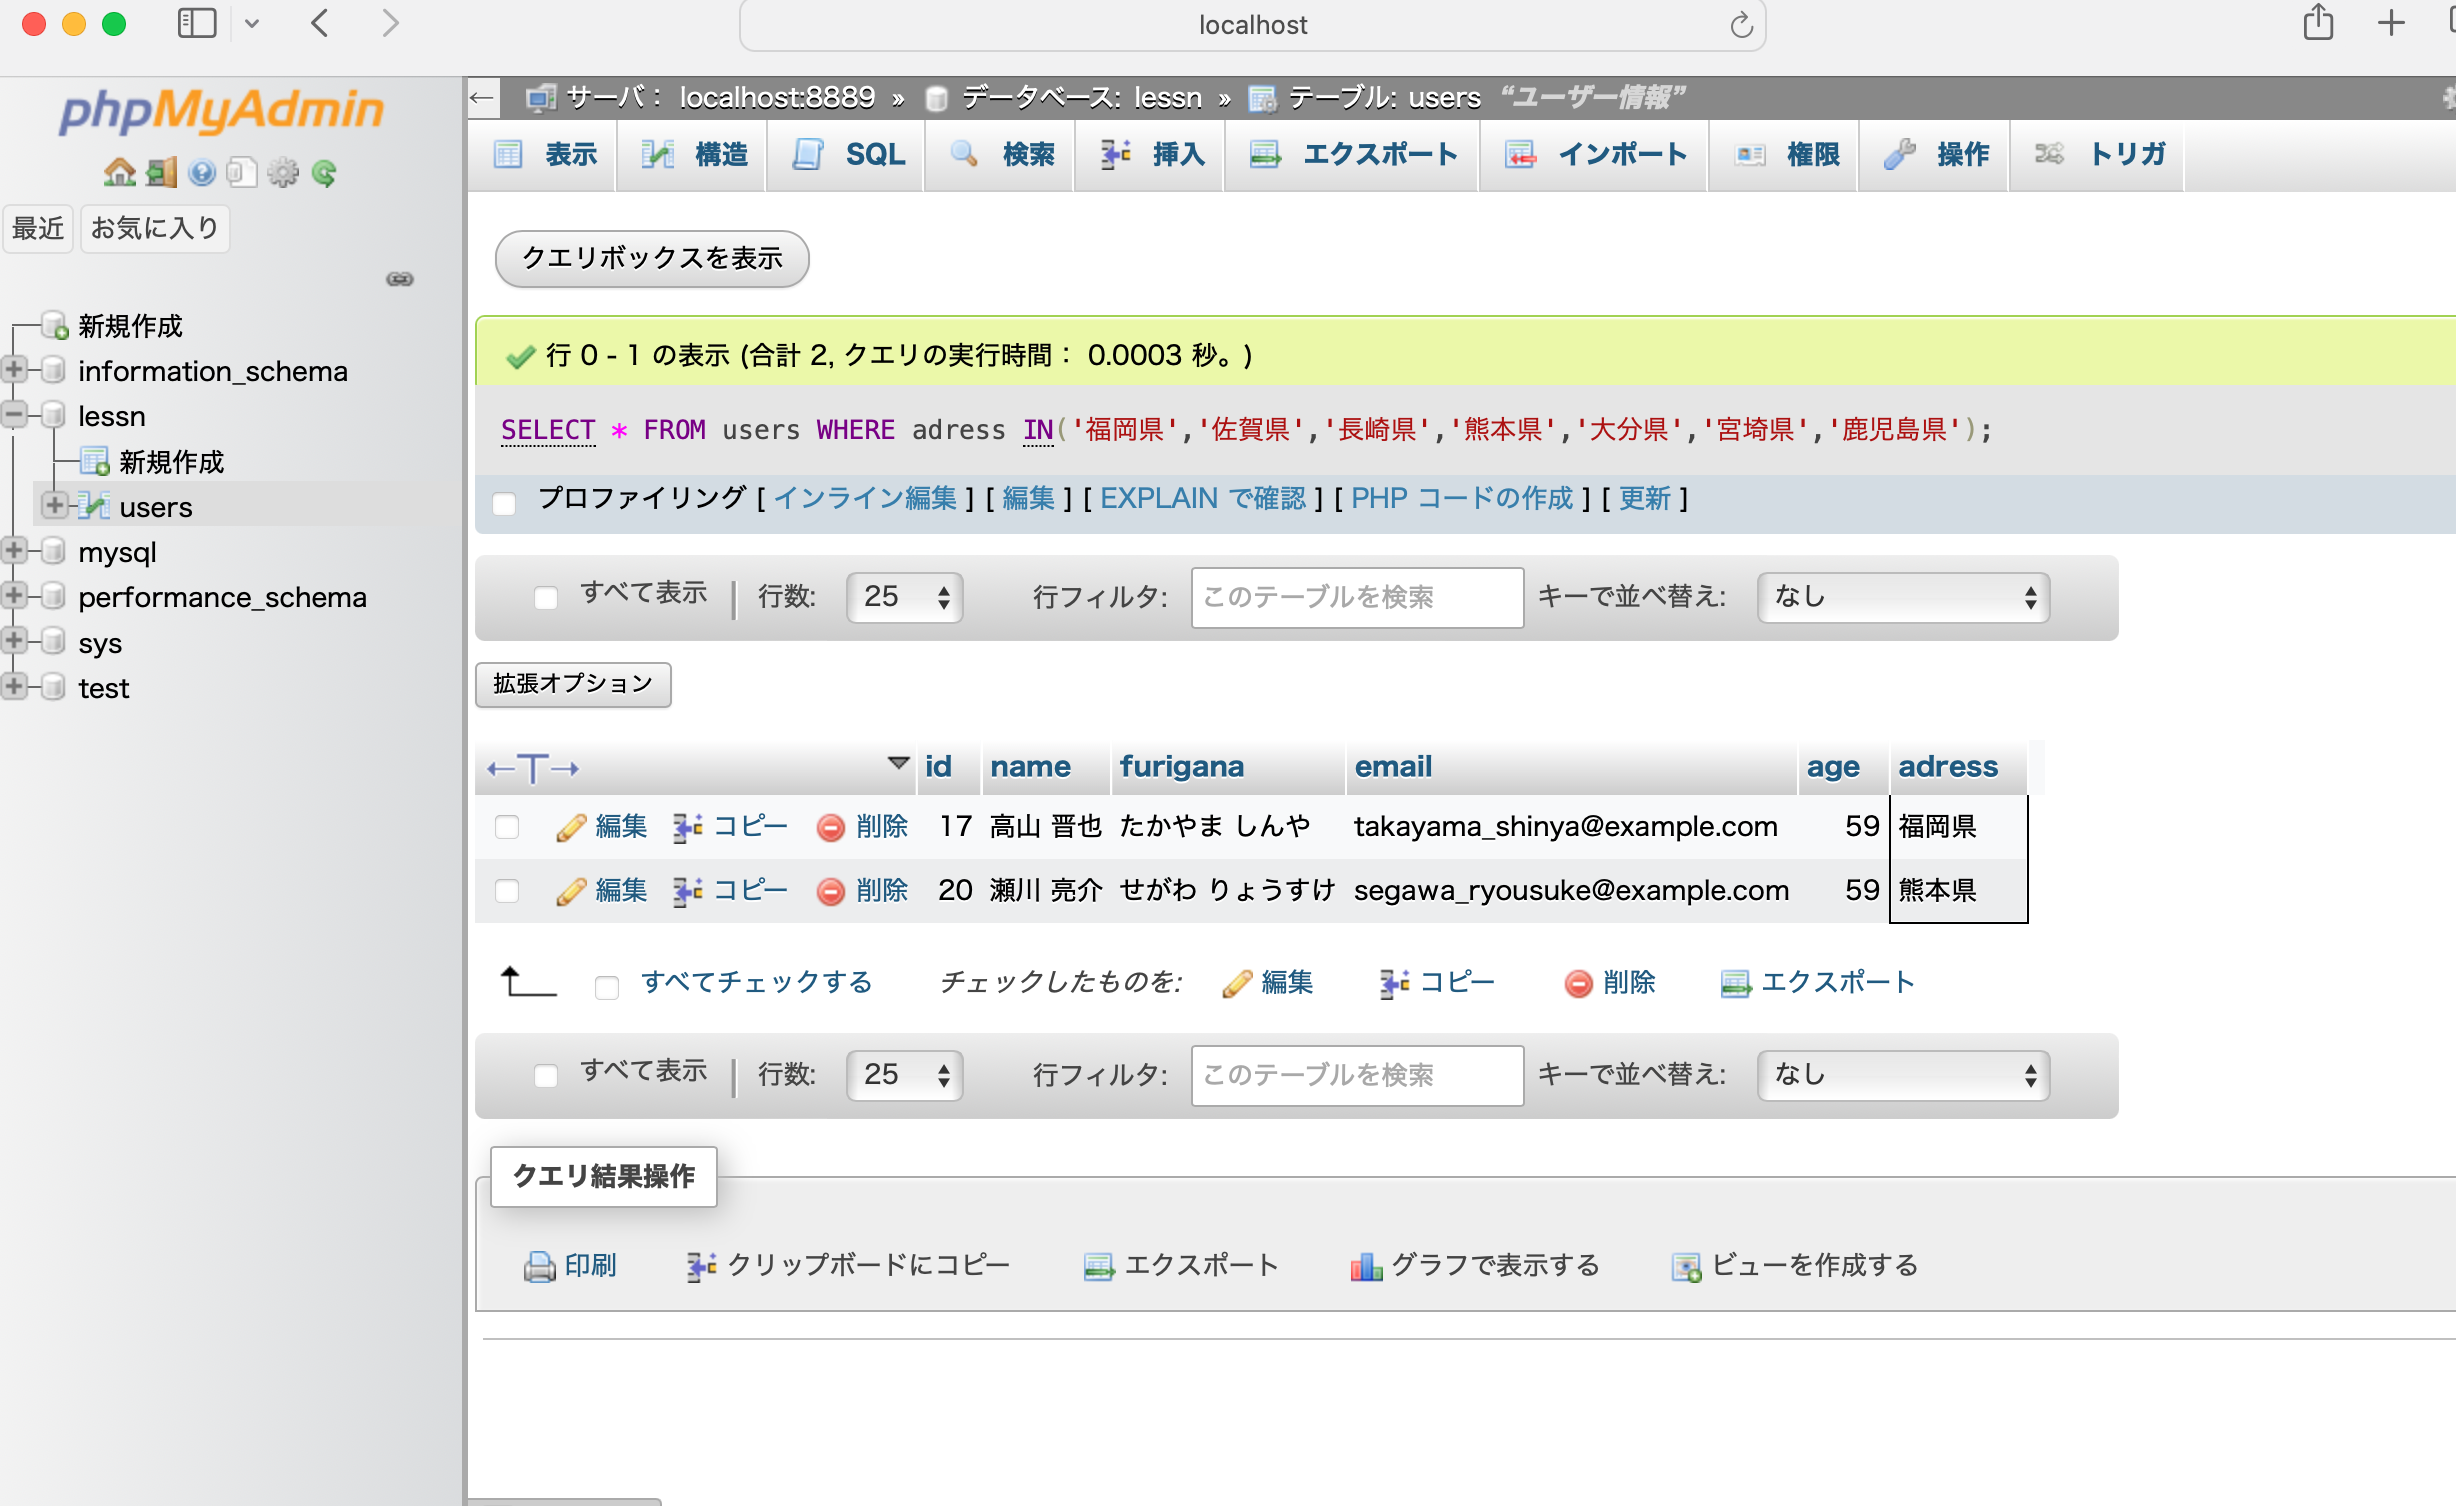 localhost
phpMyAdmin
最近 お気に入り
新規作成
information_schema
lessn
新規作成
users
mysql
performance_schema
sys
test
サーバ： localhost:8889 » データベース: lessn » テーブル: users “ユーザー情報”
表示 構造 SQL 検索 挿入 エクスポート インポート 権限 操作 トリガ
クエリボックスを表示
行 0 - 1 の表示 (合計 2, クエリの実行時間： 0.0003 秒。)
SELECT * FROM users WHERE adress IN('福岡県','佐賀県','長崎県','熊本県','大分県','宮埼県','鹿児島県');
プロファイリング [ インライン編集 ] [ 編集 ] [ EXPLAIN で確認 ] [ PHP コードの作成 ] [ 更新 ]
すべて表示 行数: 25 行フィルタ: このテーブルを検索 キーで並べ替え: なし
拡張オプション
←T→ id name furigana email age adress
編集 コピー 削除 17 高山 晋也 たかやま しんや takayama_shinya@example.com 59 福岡県
編集 コピー 削除 20 瀬川 亮介 せがわ りょうすけ segawa_ryousuke@example.com 59 熊本県
すべてチェックする チェックしたものを: 編集 コピー 削除 エクスポート
すべて表示 行数: 25 行フィルタ: このテーブルを検索 キーで並べ替え: なし
クエリ結果操作
印刷 クリップボードにコピー エクスポート グラフで表示する ビューを作成する